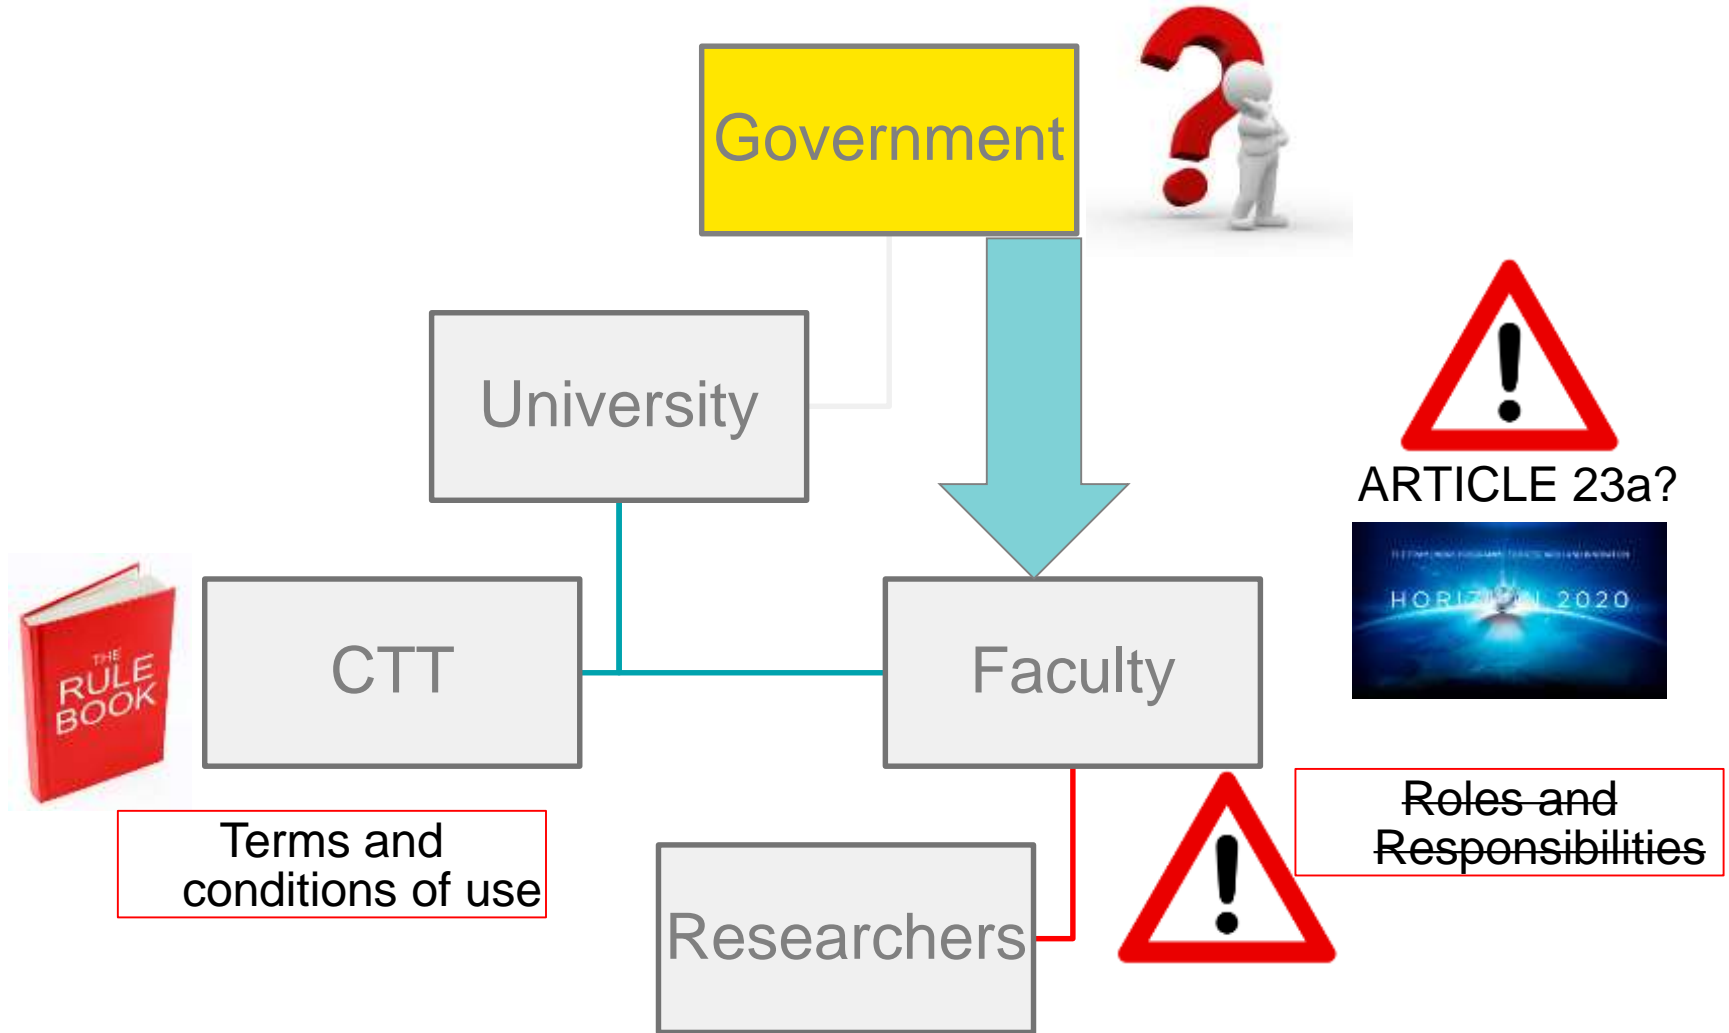 Government
University
ARTICLE 23a?
HORIZON 2020
THE
RULE
BOOK
CTT
Faculty
Terms and
conditions of use
Roles and
Responsibilities
Researchers